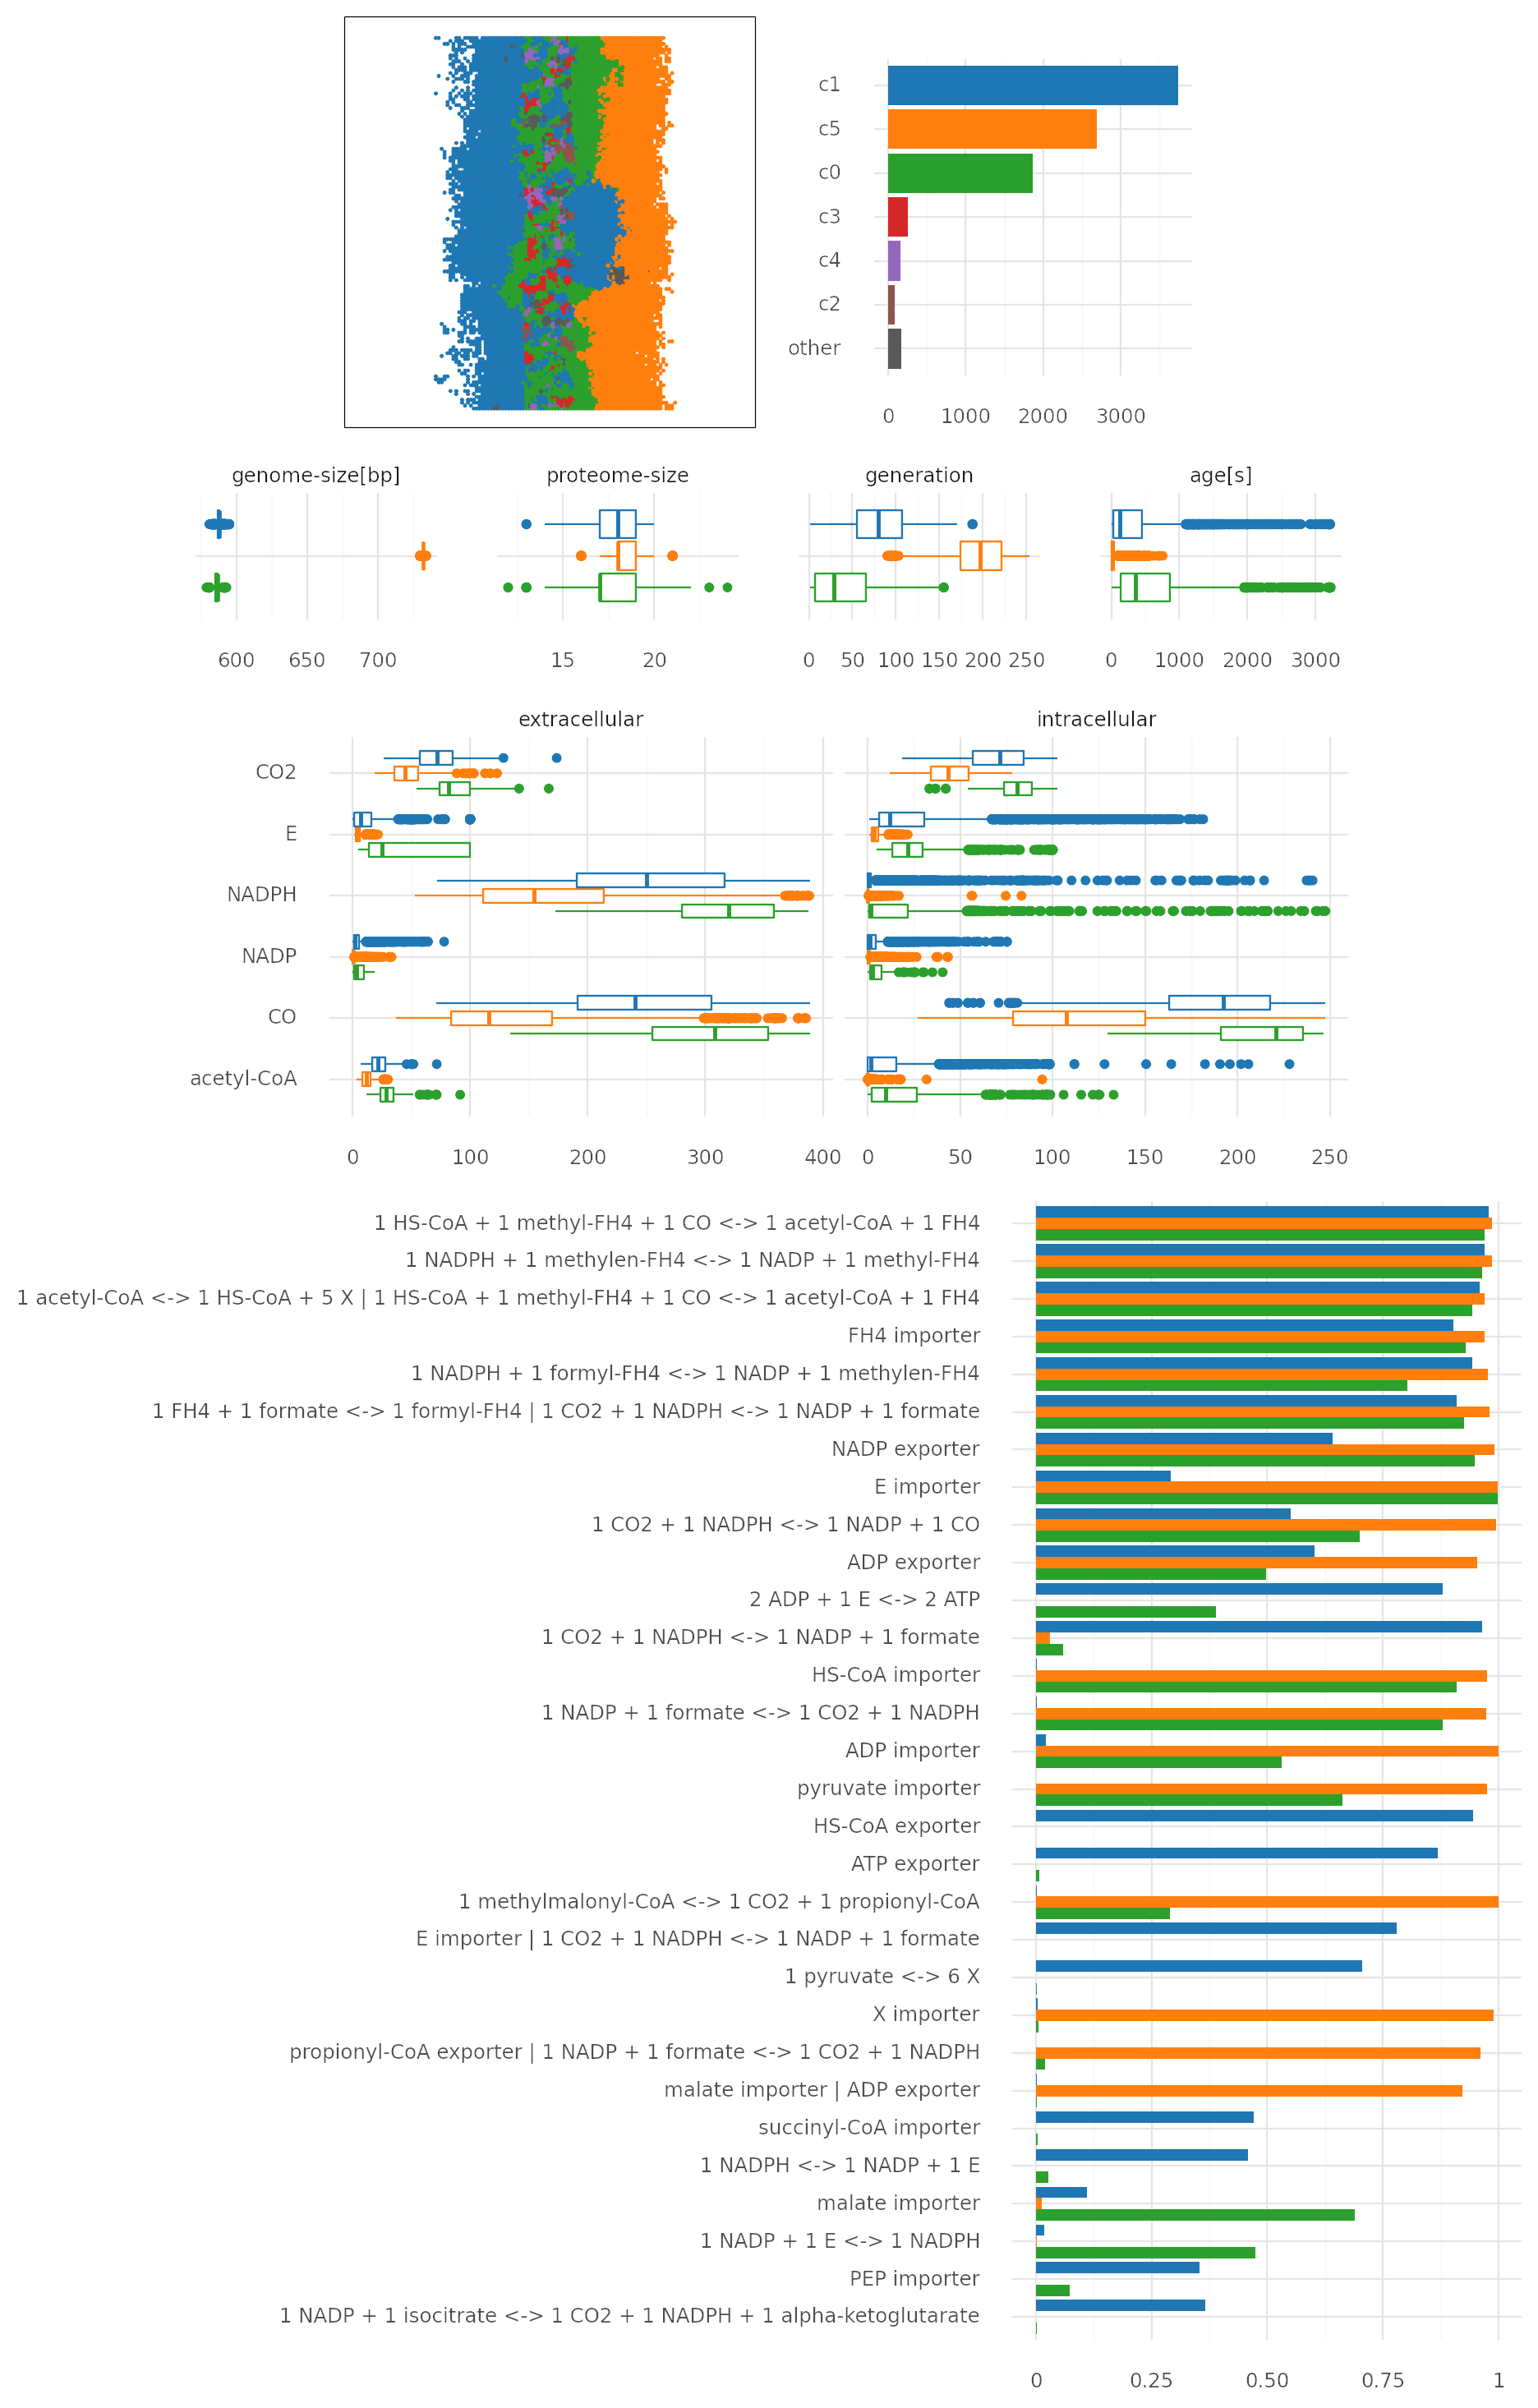 c1
c5
c0
c3
c4
c2
other
0 1000 2000 3000
genome-size[bp] proteome-size generation age[s]
600 650 700 15 20 0 50 100 150 200 250 0 1000 2000 3000
extracellular intracellular
CO2
E
NADPH
NADP
CO
acetyl-CoA
0 100 200 300 400 0 50 100 150 200 250
1 HS-CoA + 1 methyl-FH4 + 1 CO <-> 1 acetyl-CoA + 1 FH4
1 NADPH + 1 methylen-FH4 <-> 1 NADP + 1 methyl-FH4
1 acetyl-CoA <-> 1 HS-CoA + 5 X | 1 HS-CoA + 1 methyl-FH4 + 1 CO <-> 1 acetyl-CoA + 1 FH4
FH4 importer
1 NADPH + 1 formyl-FH4 <-> 1 NADP + 1 methylen-FH4
1 FH4 + 1 formate <-> 1 formyl-FH4 | 1 CO2 + 1 NADPH <-> 1 NADP + 1 formate
NADP exporter
E importer
1 CO2 + 1 NADPH <-> 1 NADP + 1 CO
ADP exporter
2 ADP + 1 E <-> 2 ATP
1 CO2 + 1 NADPH <-> 1 NADP + 1 formate
HS-CoA importer
1 NADP + 1 formate <-> 1 CO2 + 1 NADPH
ADP importer
pyruvate importer
HS-CoA exporter
ATP exporter
1 methylmalonyl-CoA <-> 1 CO2 + 1 propionyl-CoA
E importer | 1 CO2 + 1 NADPH <-> 1 NADP + 1 formate
1 pyruvate <-> 6 X
X importer
propionyl-CoA exporter | 1 NADP + 1 formate <-> 1 CO2 + 1 NADPH
malate importer | ADP exporter
succinyl-CoA importer
1 NADPH <-> 1 NADP + 1 E
malate importer
1 NADP + 1 E <-> 1 NADPH
PEP importer
1 NADP + 1 isocitrate <-> 1 CO2 + 1 NADPH + 1 alpha-ketoglutarate
0 0.25 0.50 0.75 1